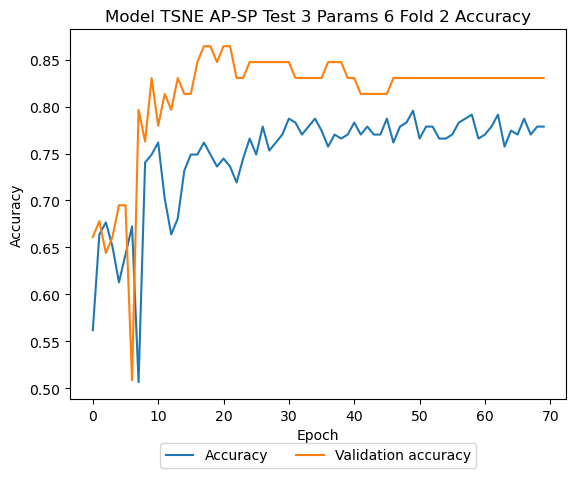 Model TSNE AP-SP Test 3 Params 6 Fold 2 Accuracy
Accuracy
0.85
0.80
0.75
0.70
0.65
0.60
0.55
0.50
0 10 20 30 40 50 60 70
Epoch
Accuracy Validation accuracy